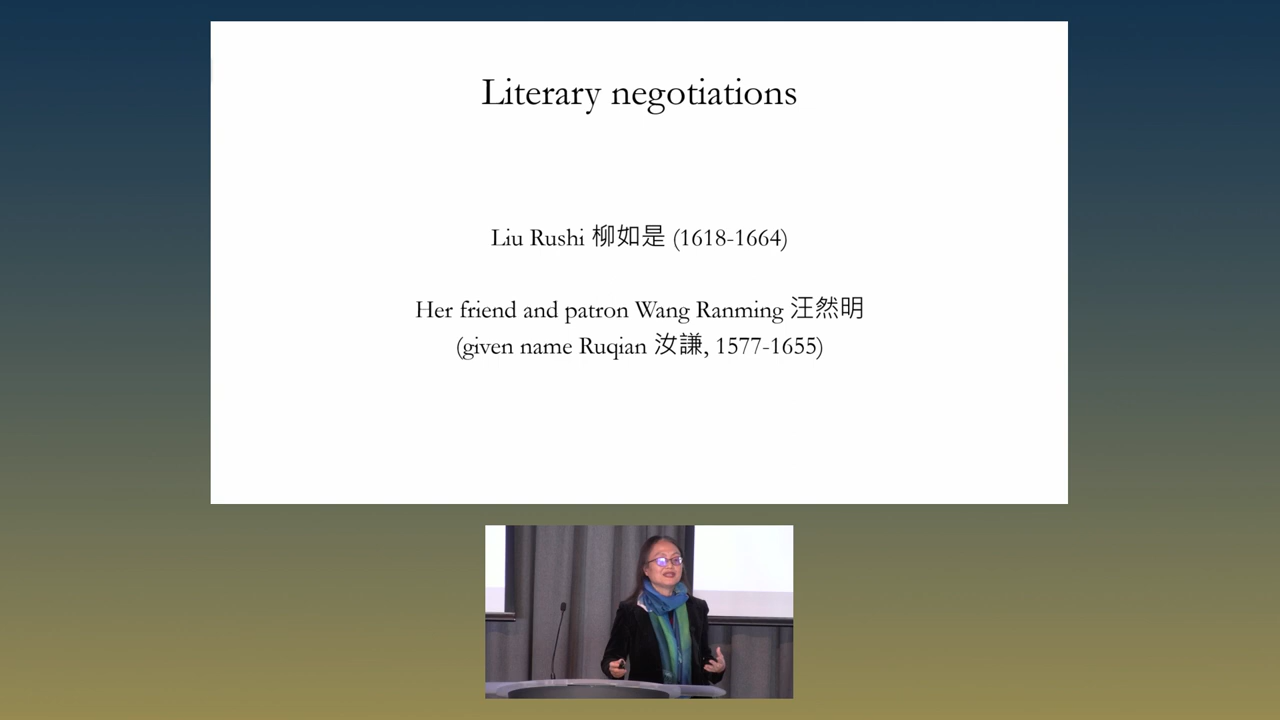 Literary negotiations
Liu Rushi 柳如是 (1618-1664)
Her friend and patron Wang Ranming 汪然明
(given name Ruqian 汝謙, 1577-1655)